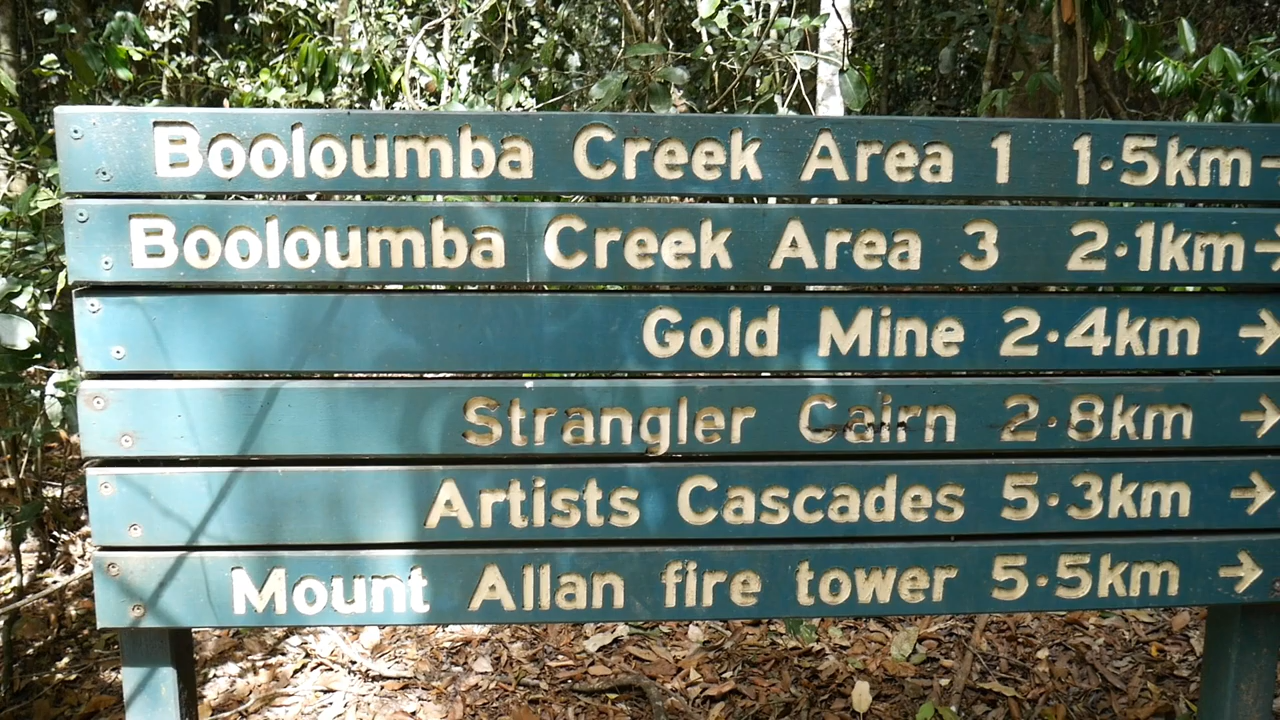 Booloumba Creek Area 1 1·5km→
Booloumba Creek Area 3 2·1km→
Gold Mine 2·4km →
Strangler Cairn 2·8km →
Artists Cascades 5·3km →
Mount Allan fire tower 5·5km →